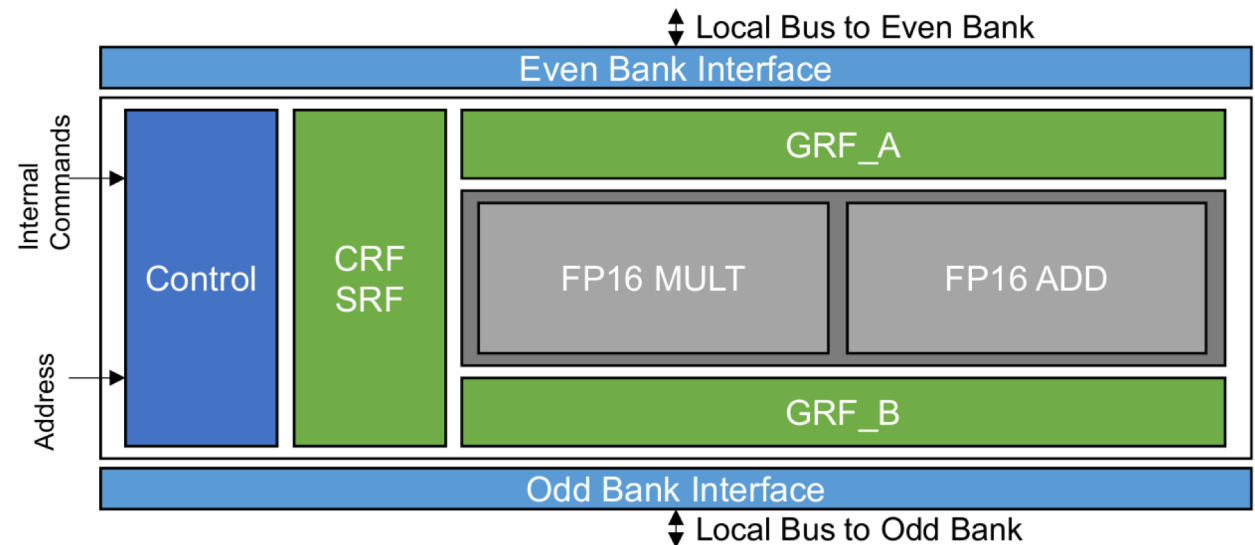 Local Bus to Even Bank
Even Bank Interface
Internal
Commands
Address
Control
CRF
SRF
GRF_A
FP16 MULT
FP16 ADD
GRF_B
Odd Bank Interface
Local Bus to Odd Bank